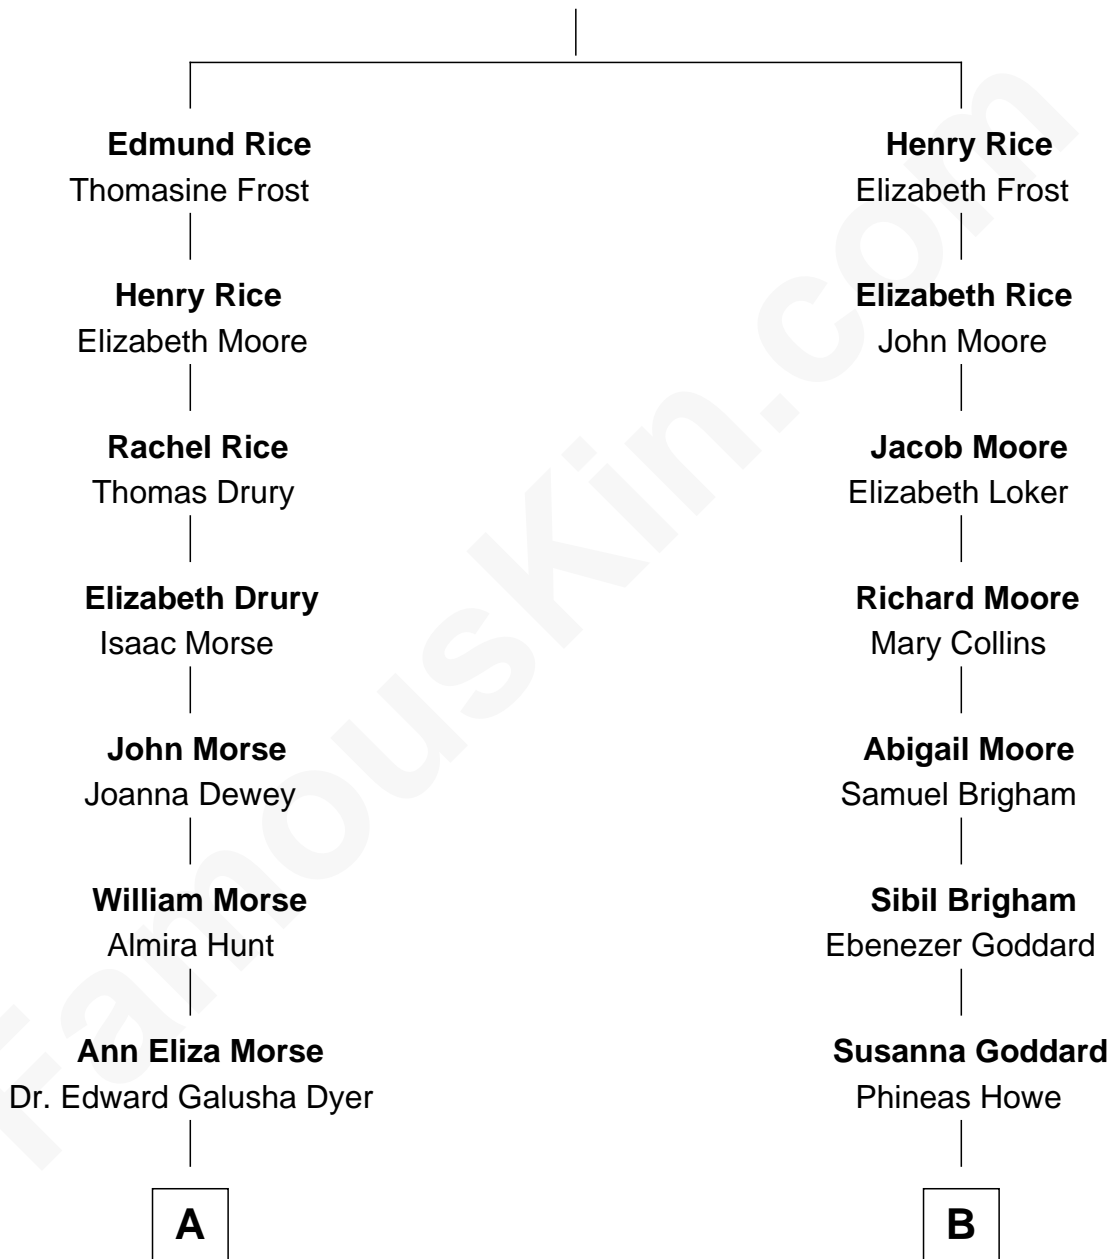 Edmund Rice
Thomasine Frost
Henry Rice
Elizabeth Moore
Rachel Rice
Thomas Drury
Elizabeth Drury
Isaac Morse
John Morse
Joanna Dewey
William Morse
Almira Hunt
Ann Eliza Morse
Dr. Edward Galusha Dyer
A
Henry Rice
Elizabeth Frost
Elizabeth Rice
John Moore
Jacob Moore
Elizabeth Loker
Richard Moore
Mary Collins
Abigail Moore
Samuel Brigham
Sibil Brigham
Ebenezer Goddard
Susanna Goddard
Phineas Howe
B
FamousKin.com